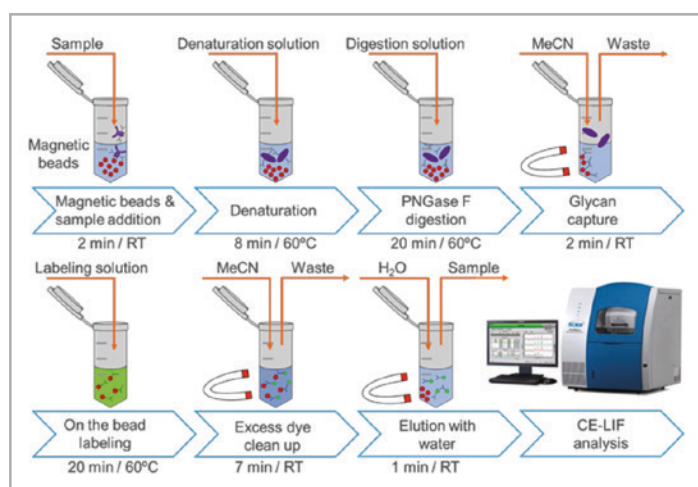 Sample
Denaturation solution
Digestion solution
MeCN
Waste
Magnetic
beads
Magnetic beads &
sample addition
Denaturation
PNGase F
digestion
Glycan
capture
2 min / RT
8 min / 60ºC
20 min / 60ºC
2 min / RT
Labeling solution
MeCN
Waste
H₂O
Sample
On the bead
labeling
Excess dye
clean up
Elution with
water
CE-LIF
analysis
20 min / 60ºC
7 min / RT
1 min / RT